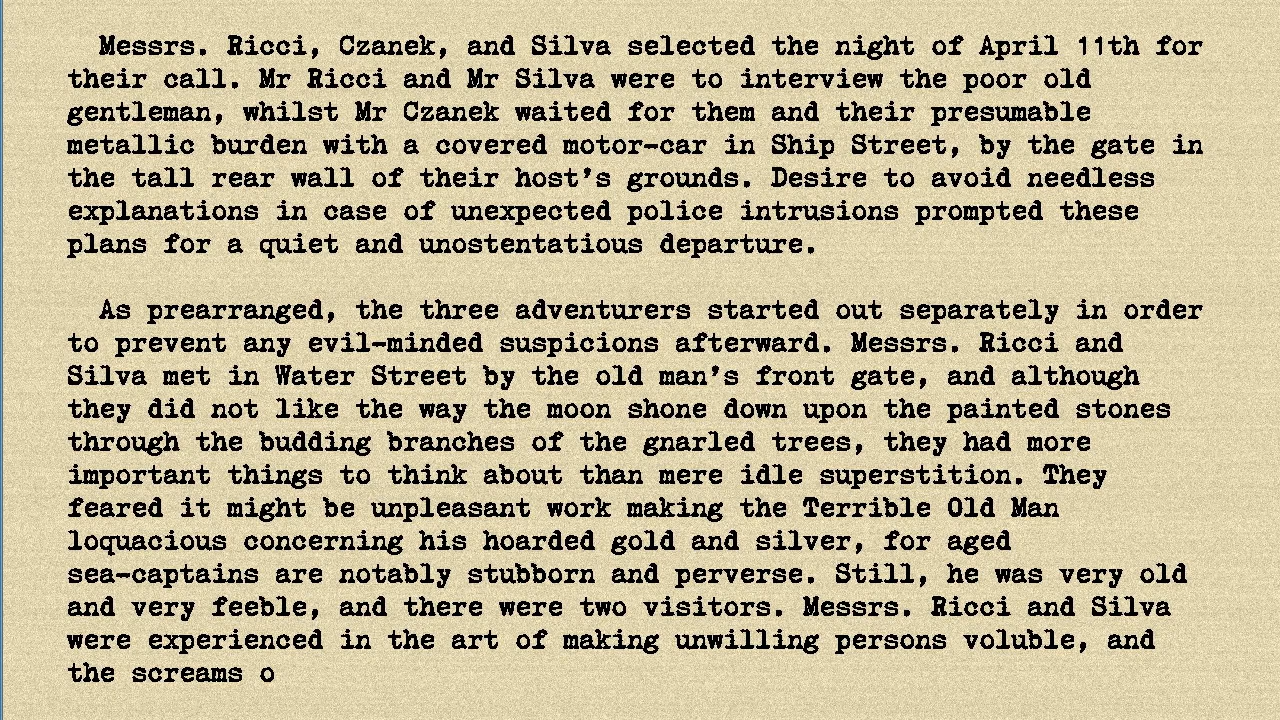 Messrs. Ricci, Czanek, and Silva selected the night of April 11th for
their call. Mr Ricci and Mr Silva were to interview the poor old
gentleman, whilst Mr Czanek waited for them and their presumable
metallic burden with a covered motor-car in Ship Street, by the gate in
the tall rear wall of their host's grounds. Desire to avoid needless
explanations in case of unexpected police intrusions prompted these
plans for a quiet and unostentatious departure.

As prearranged, the three adventurers started out separately in order
to prevent any evil-minded suspicions afterward. Messrs. Ricci and
Silva met in Water Street by the old man's front gate, and although
they did not like the way the moon shone down upon the painted stones
through the budding branches of the gnarled trees, they had more
important things to think about than mere idle superstition. They
feared it might be unpleasant work making the Terrible Old Man
loquacious concerning his hoarded gold and silver, for aged
sea-captains are notably stubborn and perverse. Still, he was very old
and very feeble, and there were two visitors. Messrs. Ricci and Silva
were experienced in the art of making unwilling persons voluble, and
the screams o